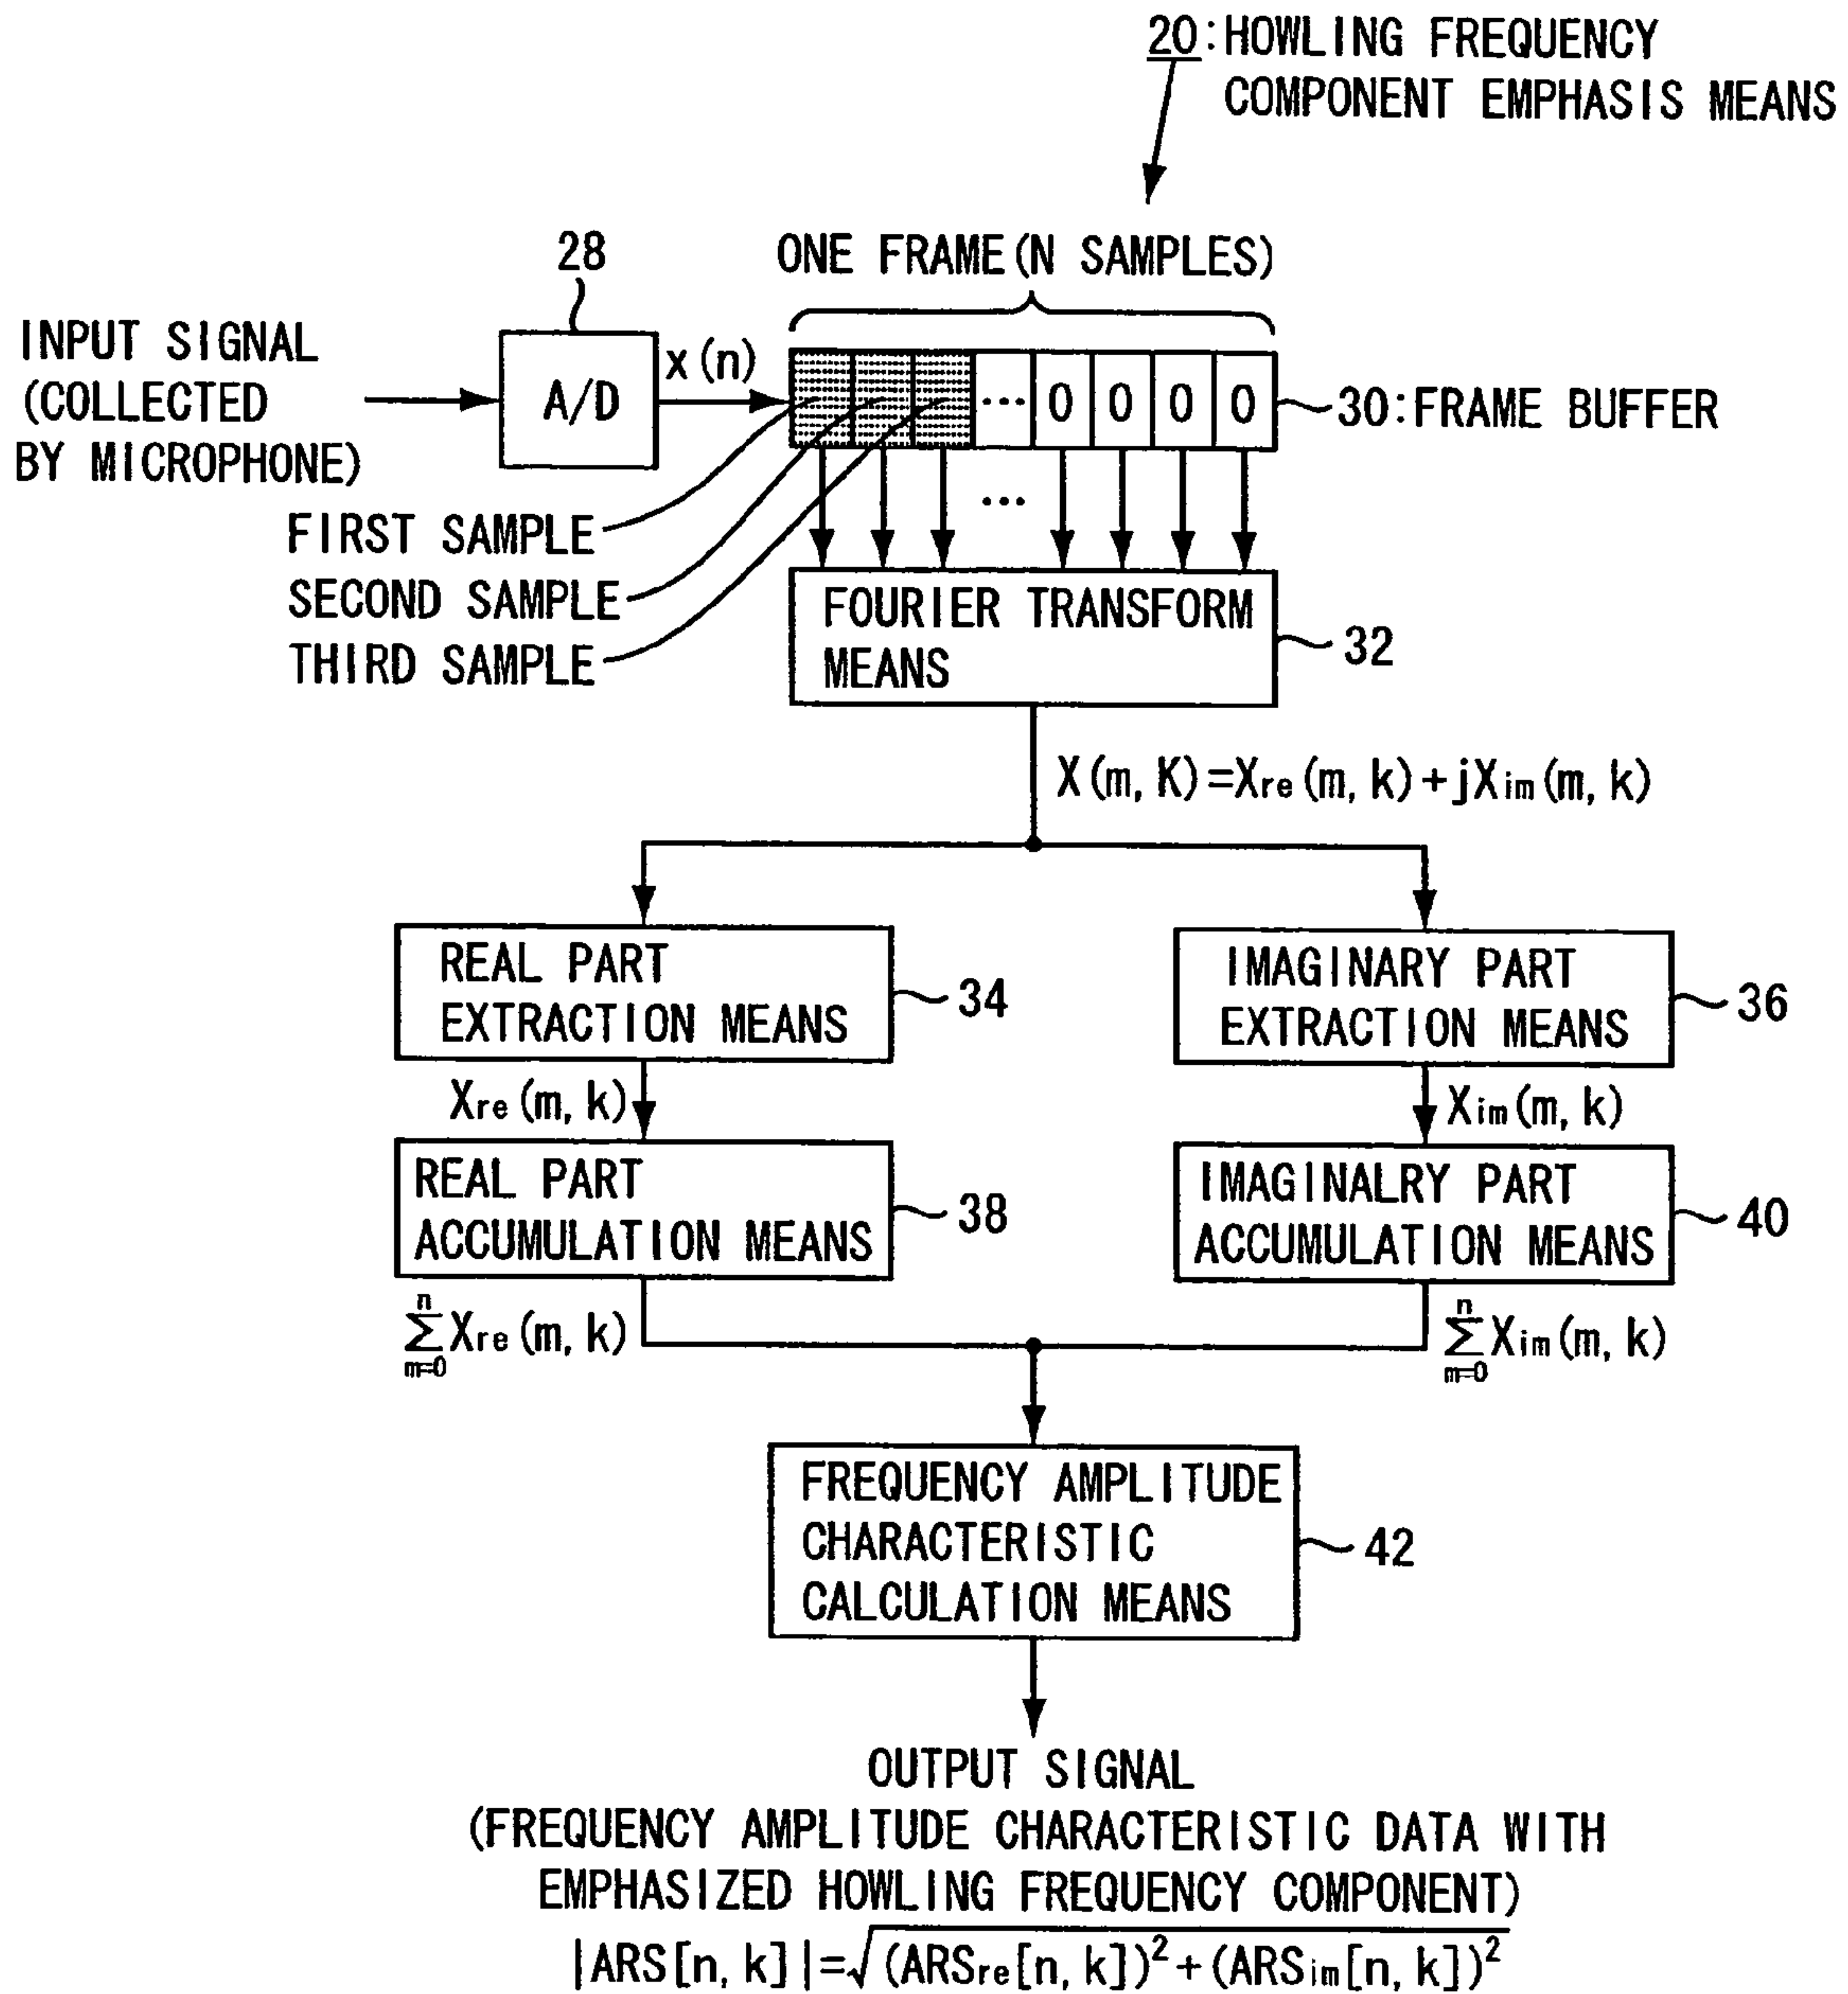 20:HOWLING FREQUENCY
COMPONENT EMPHASIS MEANS
28
ONE FRAME(N SAMPLES)
INPUT SIGNAL
(COLLECTED
BY MICROPHONE)
A/D
x(n)
... 0 0 0 0
30:FRAME BUFFER
...
FIRST SAMPLE
SECOND SAMPLE
THIRD SAMPLE
FOURIER TRANSFORM
MEANS
32
X(m, K)=Xre(m, k)+jXim(m, k)
REAL PART
EXTRACTION MEANS
34
IMAGINARY PART
EXTRACTION MEANS
36
Xre(m, k)
Xim(m, k)
REAL PART
ACCUMULATION MEANS
38
IMAGINALRY PART
ACCUMULATION MEANS
40
n∑m=0 Xre(m, k)
n∑m=0 Xim(m, k)
FREQUENCY AMPLITUDE
CHARACTERISTIC
CALCULATION MEANS
42
OUTPUT SIGNAL
(FREQUENCY AMPLITUDE CHARACTERISTIC DATA WITH
EMPHASIZED HOWLING FREQUENCY COMPONENT)
|ARS[n, k]|=√(ARSre[n, k])²+(ARSim[n, k])²